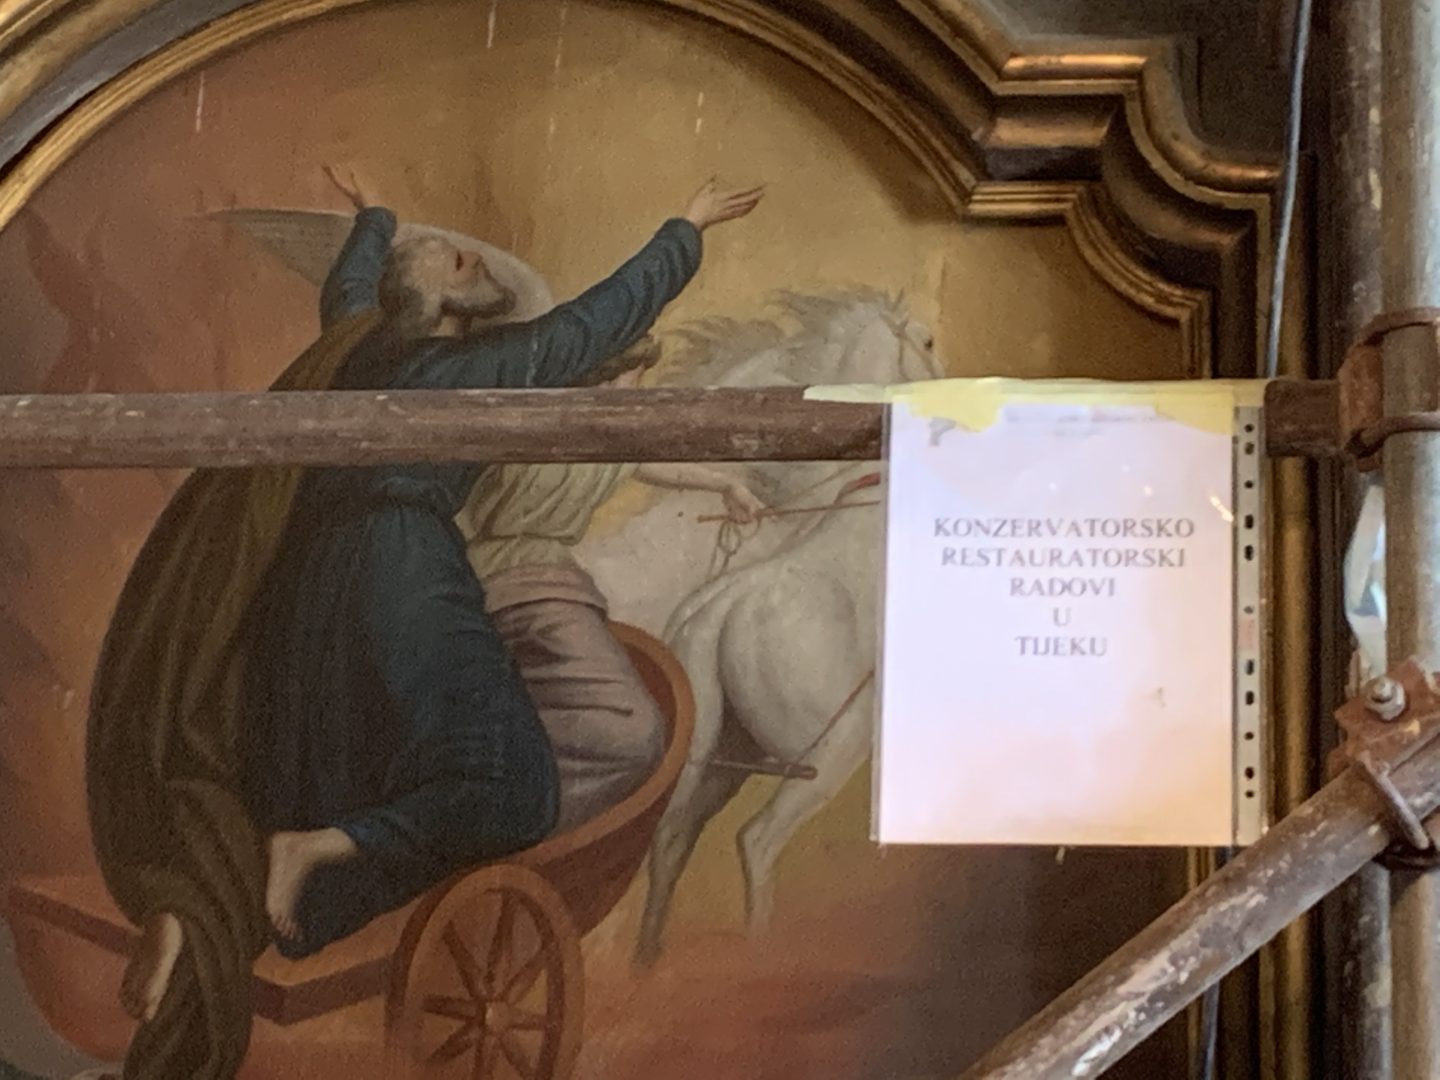 KONZERVATORSKO
RESTAURATORSKI
RADOVI
U
TIJEKU